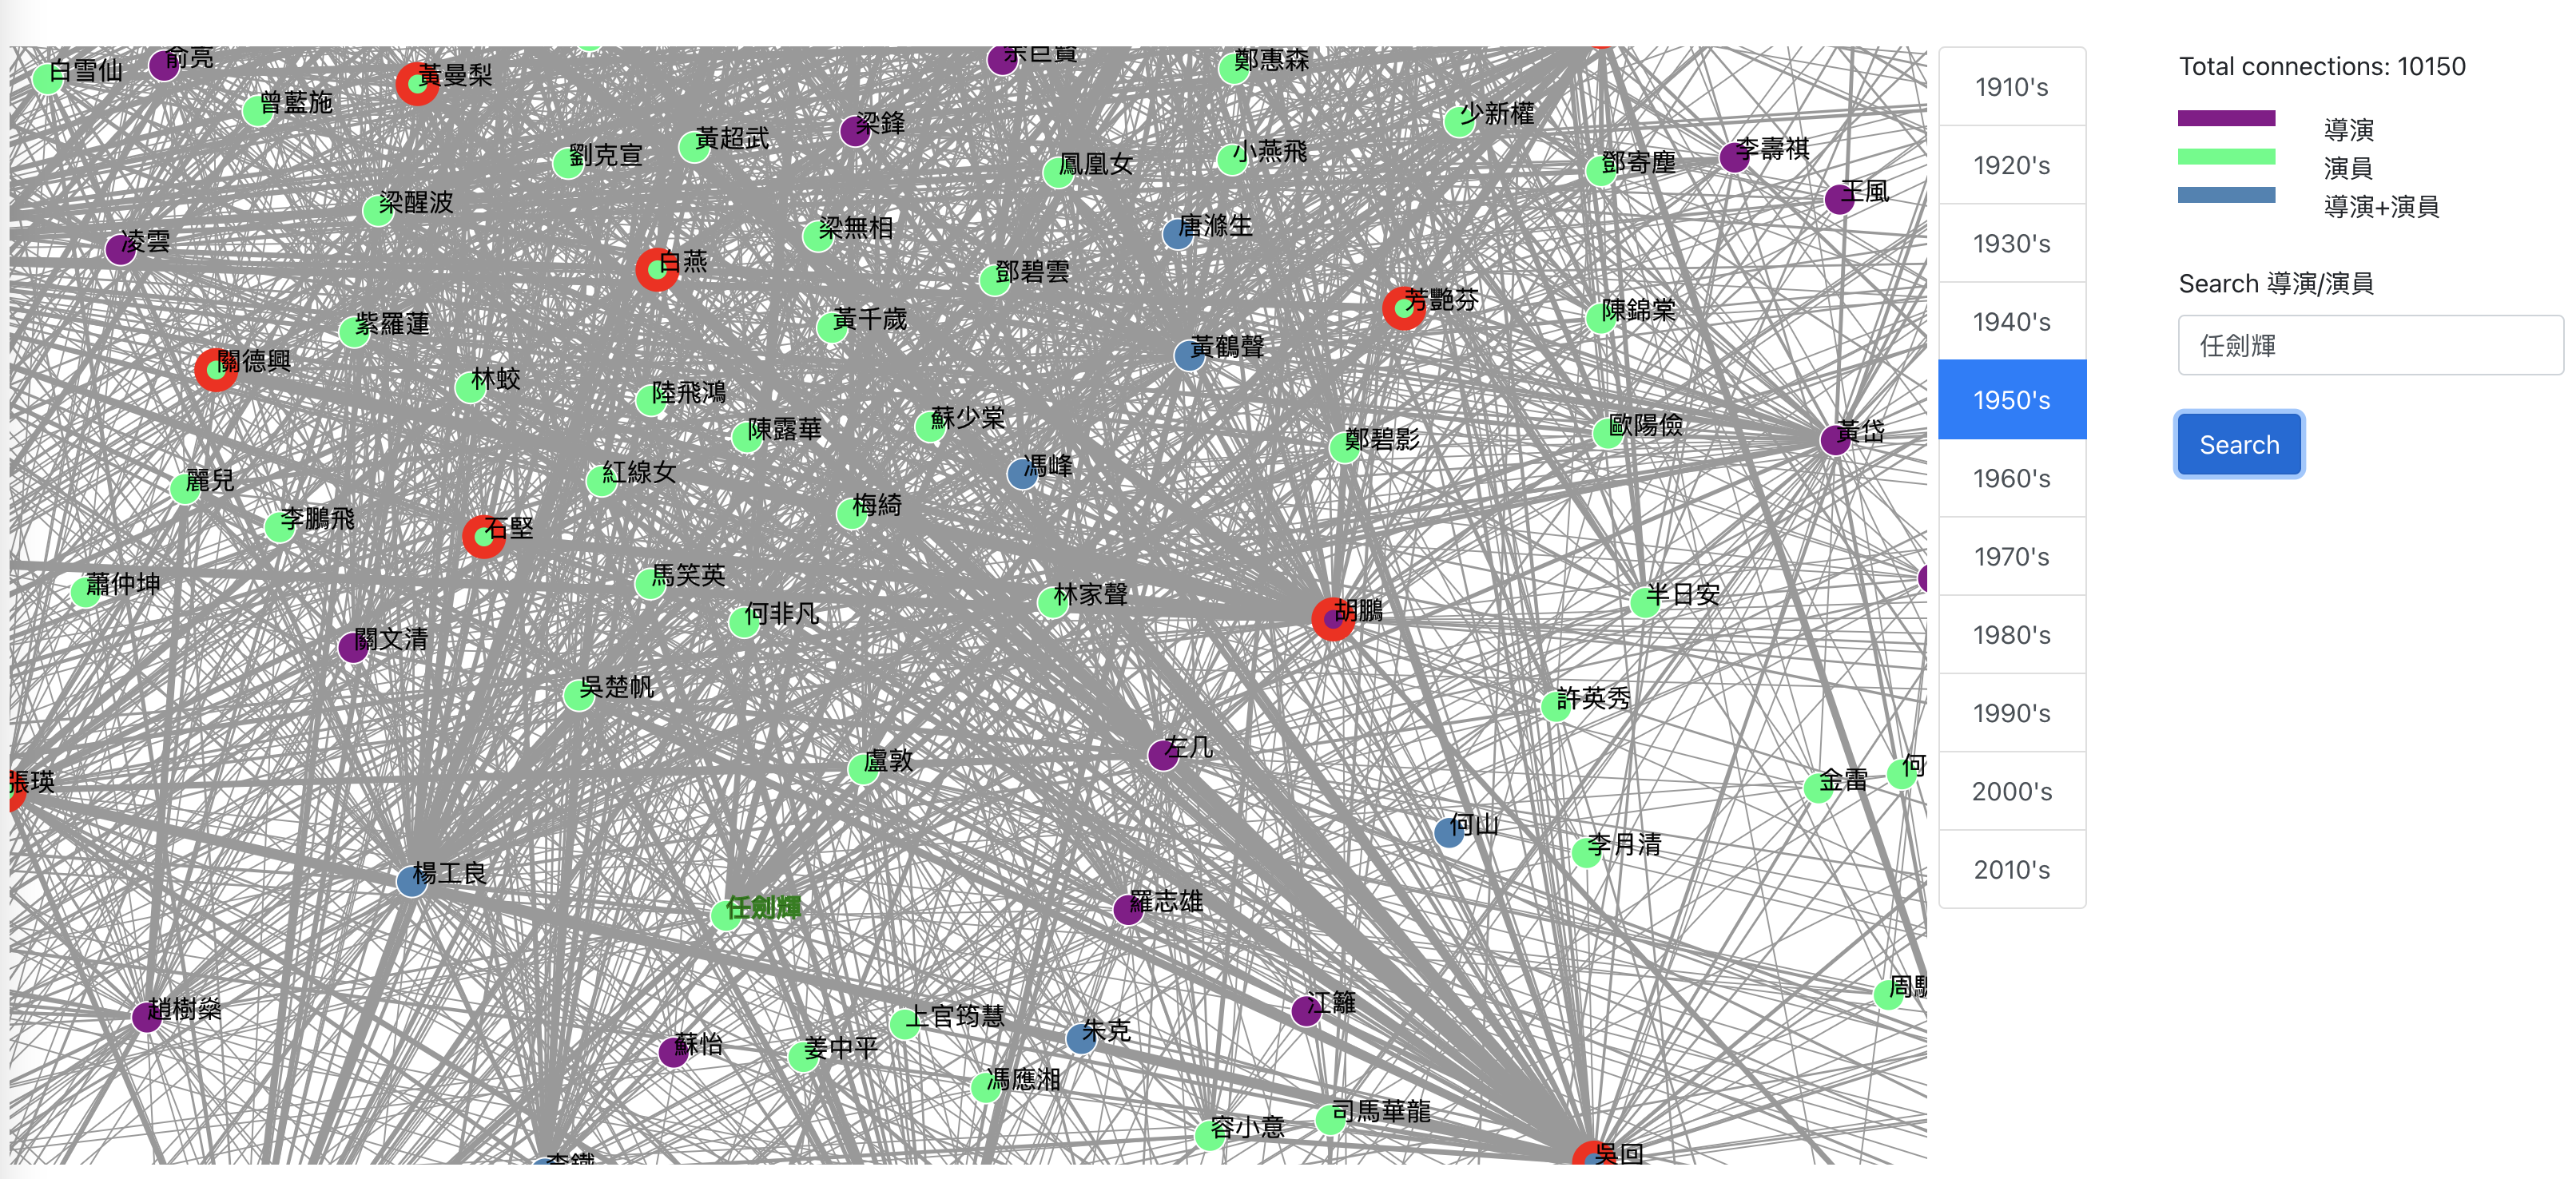 俞亮
余巨賢
鄭惠森
白雪仙
黃曼梨
曾藍施
少新權
梁鋒
黃超武
劉克宣
小燕飛
鳳凰女
鄧寄塵
李壽祺
王風
梁醒波
梁無相
唐滌生
凌雲
白燕
鄧碧雲
芳艷芬
陳錦棠
紫羅蓮
黃千歲
黃鶴聲
關德興
林蛟
陸飛鴻
蘇少棠
陳露華
鄭碧影
歐陽儉
黃岱
紅線女
馮峰
麗兒
梅綺
李鵬飛
石堅
蕭仲坤
馬笑英
林家聲
半日安
何非凡
胡鵬
關文清
吳楚帆
許英秀
左几
盧敦
張瑛
金雷
何
何山
李月清
楊工良
任劍輝
羅志雄
周
趙樹燊
上官筠慧
江籬
朱克
蘇怡
姜中平
馮應湘
司馬華龍
容小意
李鐵
吳回
1910's
1920's
1930's
1940's
1950's
1960's
1970's
1980's
1990's
2000's
2010's
Total connections: 10150
導演
演員
導演+演員
Search 導演/演員
任劍輝
Search